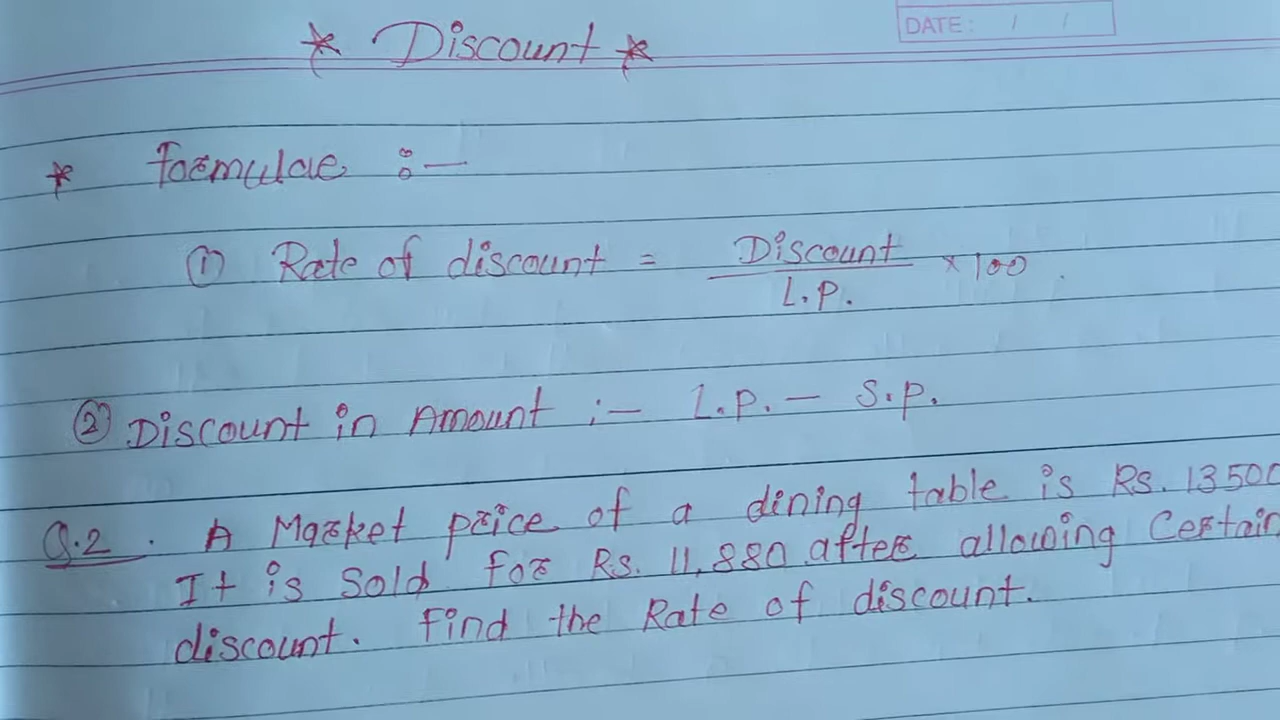 * Discount *
DATE: / /
* formulae :-
① Rate of discount = Discount / L.P. × 100
② Discount in Amount :- L.P. - S.P.
Q.2. A Market price of a dining table is Rs. 13500
It is Sold for Rs. 11,880 after allowing Certain
discount. Find the Rate of discount.